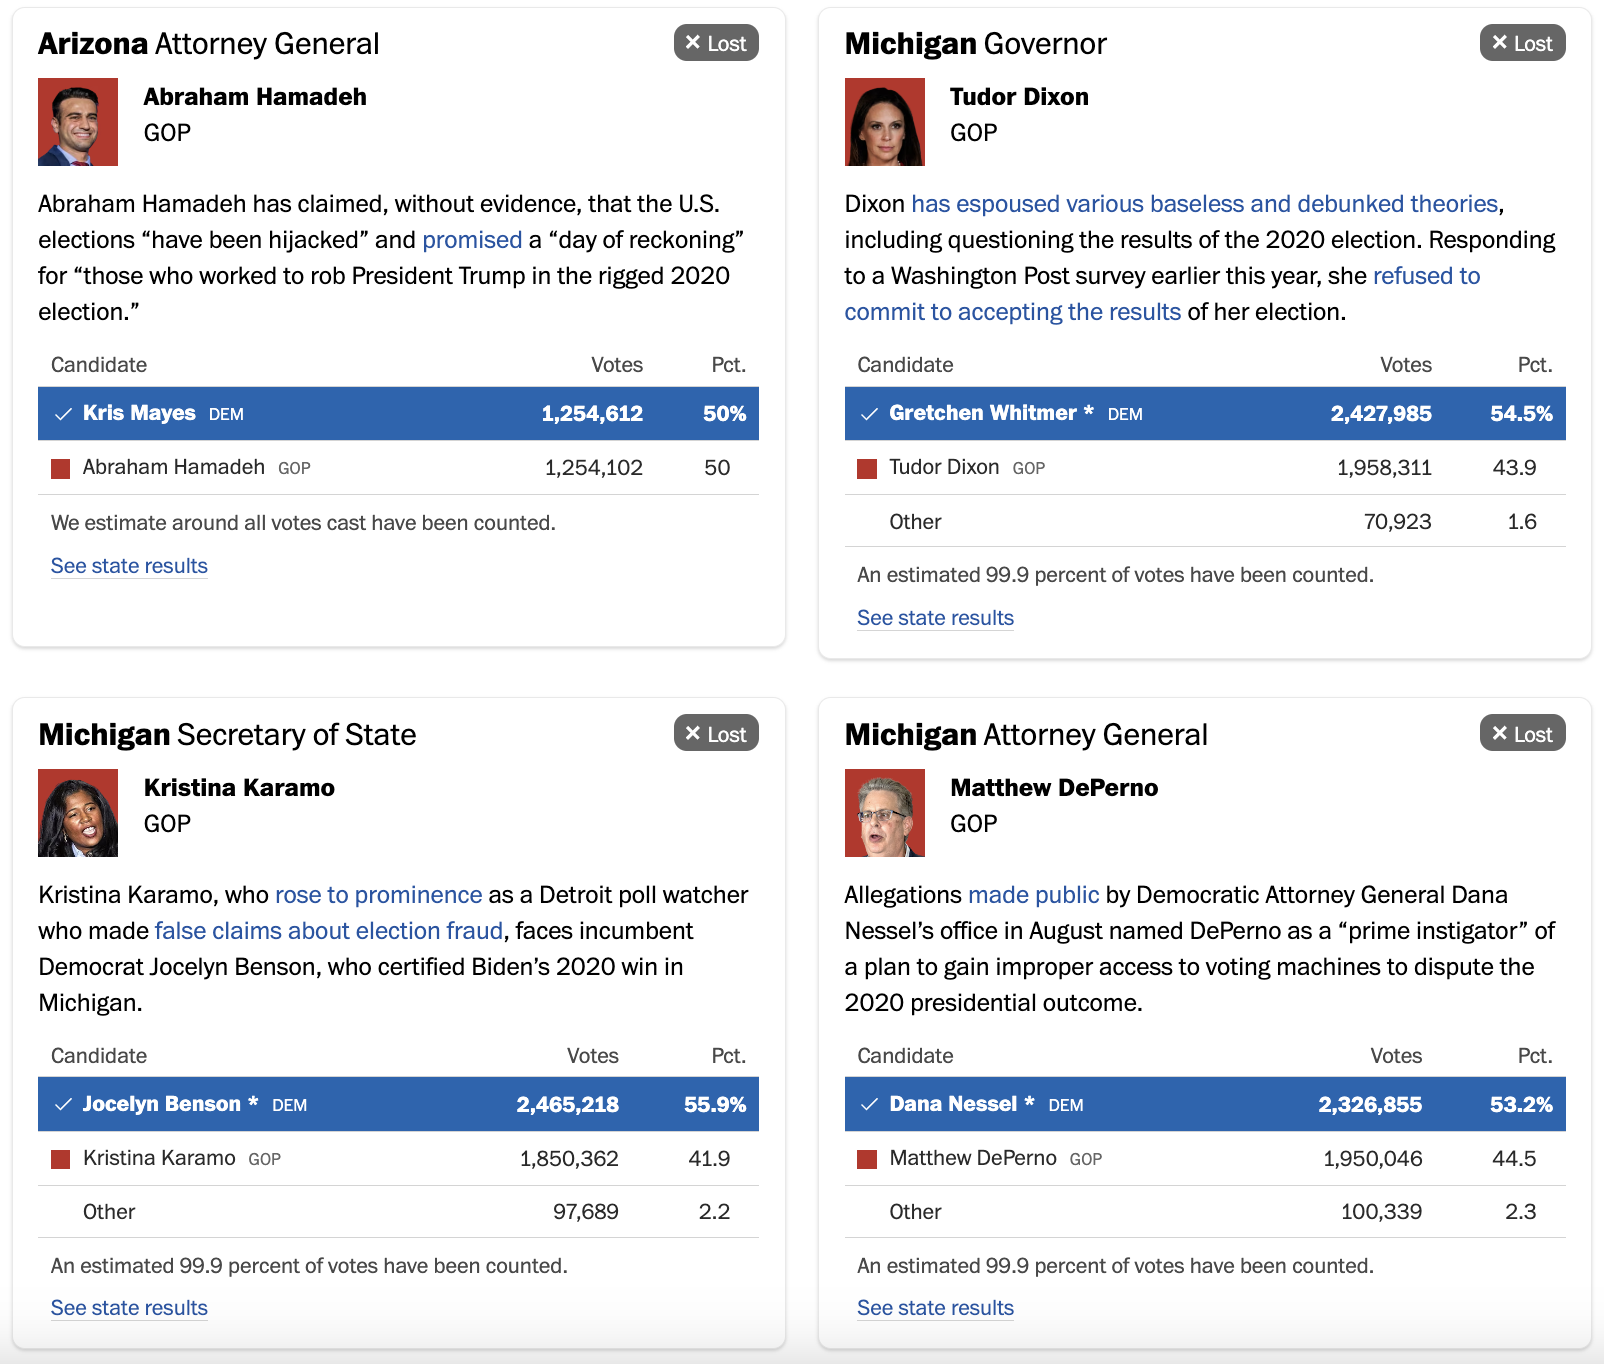 Arizona Attorney General
✕ Lost
Abraham Hamadeh
GOP
Abraham Hamadeh has claimed, without evidence, that the U.S.
elections “have been hijacked” and promised a “day of reckoning”
for “those who worked to rob President Trump in the rigged 2020
election.”
Candidate Votes Pct.
✓ Kris Mayes DEM 1,254,612 50%
Abraham Hamadeh GOP 1,254,102 50
We estimate around all votes cast have been counted.
See state results
Michigan Governor
✕ Lost
Tudor Dixon
GOP
Dixon has espoused various baseless and debunked theories,
including questioning the results of the 2020 election. Responding
to a Washington Post survey earlier this year, she refused to
commit to accepting the results of her election.
Candidate Votes Pct.
✓ Gretchen Whitmer * DEM 2,427,985 54.5%
Tudor Dixon GOP 1,958,311 43.9
Other 70,923 1.6
An estimated 99.9 percent of votes have been counted.
See state results
Michigan Secretary of State
✕ Lost
Kristina Karamo
GOP
Kristina Karamo, who rose to prominence as a Detroit poll watcher
who made false claims about election fraud, faces incumbent
Democrat Jocelyn Benson, who certified Biden’s 2020 win in
Michigan.
Candidate Votes Pct.
✓ Jocelyn Benson * DEM 2,465,218 55.9%
Kristina Karamo GOP 1,850,362 41.9
Other 97,689 2.2
An estimated 99.9 percent of votes have been counted.
See state results
Michigan Attorney General
✕ Lost
Matthew DePerno
GOP
Allegations made public by Democratic Attorney General Dana
Nessel’s office in August named DePerno as a “prime instigator” of
a plan to gain improper access to voting machines to dispute the
2020 presidential outcome.
Candidate Votes Pct.
✓ Dana Nessel * DEM 2,326,855 53.2%
Matthew DePerno GOP 1,950,046 44.5
Other 100,339 2.3
An estimated 99.9 percent of votes have been counted.
See state results